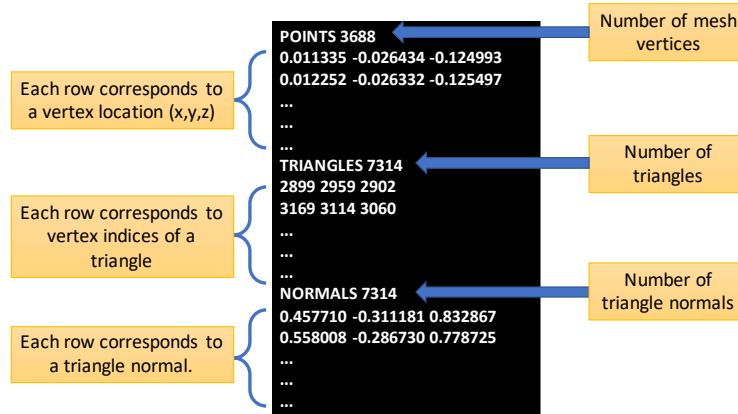 POINTS 3688
0.011335 -0.026434 -0.124993
0.012252 -0.026332 -0.125497
...
...
...
TRIANGLES 7314
2899 2959 2902
3169 3114 3060
...
...
...
NORMALS 7314
0.457710 -0.311181 0.832867
0.558008 -0.286730 0.778725
...
...
...
Each row corresponds to
a vertex location (x,y,z)
Each row corresponds to
vertex indices of a
triangle
Each row corresponds to
a triangle normal.
Number of mesh
vertices
Number of
triangles
Number of
triangle normals